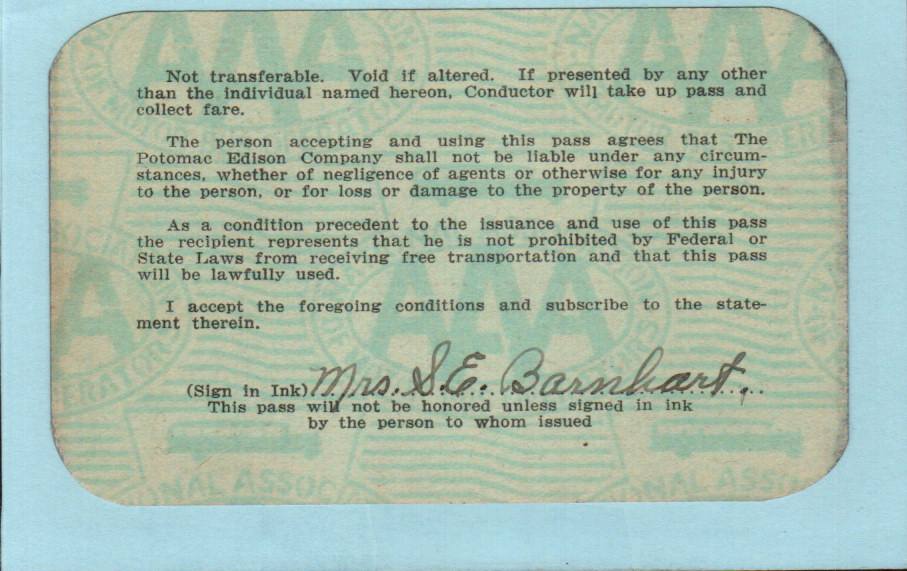 Not transferable. Void if altered. If presented by any other
than the individual named hereon, Conductor will take up pass and
collect fare.
The person accepting and using this pass agrees that The
Potomac Edison Company shall not be liable under any circum-
stances, whether of negligence of agents or otherwise for any injury
to the person, or for loss or damage to the property of the person.
As a condition precedent to the issuance and use of this pass
the recipient represents that he is not prohibited by Federal or
State Laws from receiving free transportation and that this pass
will be lawfully used.
I accept the foregoing conditions and subscribe to the state-
ment therein.
(Sign in Ink) Mrs. S.E. Barnhart.
This pass will not be honored unless signed in ink
by the person to whom issued